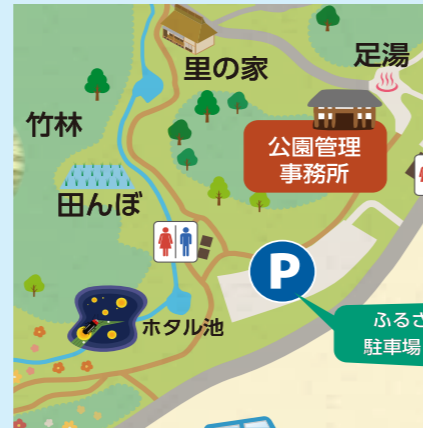 足湯
里の家
竹林
公園管理
事務所
田んぼ
P
ホタル池
ふるさ
駐車場